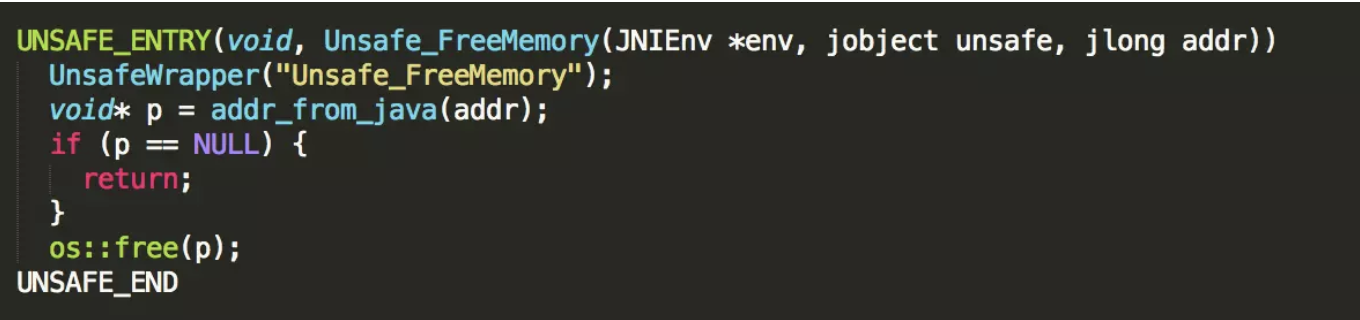 UNSAFE_ENTRY(void, Unsafe_FreeMemory(JNIEnv *env, jobject unsafe, jlong addr))
UnsafeWrapper("Unsafe_FreeMemory");
void* p = addr_from_java(addr);
if (p == NULL) {
return;
}
os::free(p);
UNSAFE_END